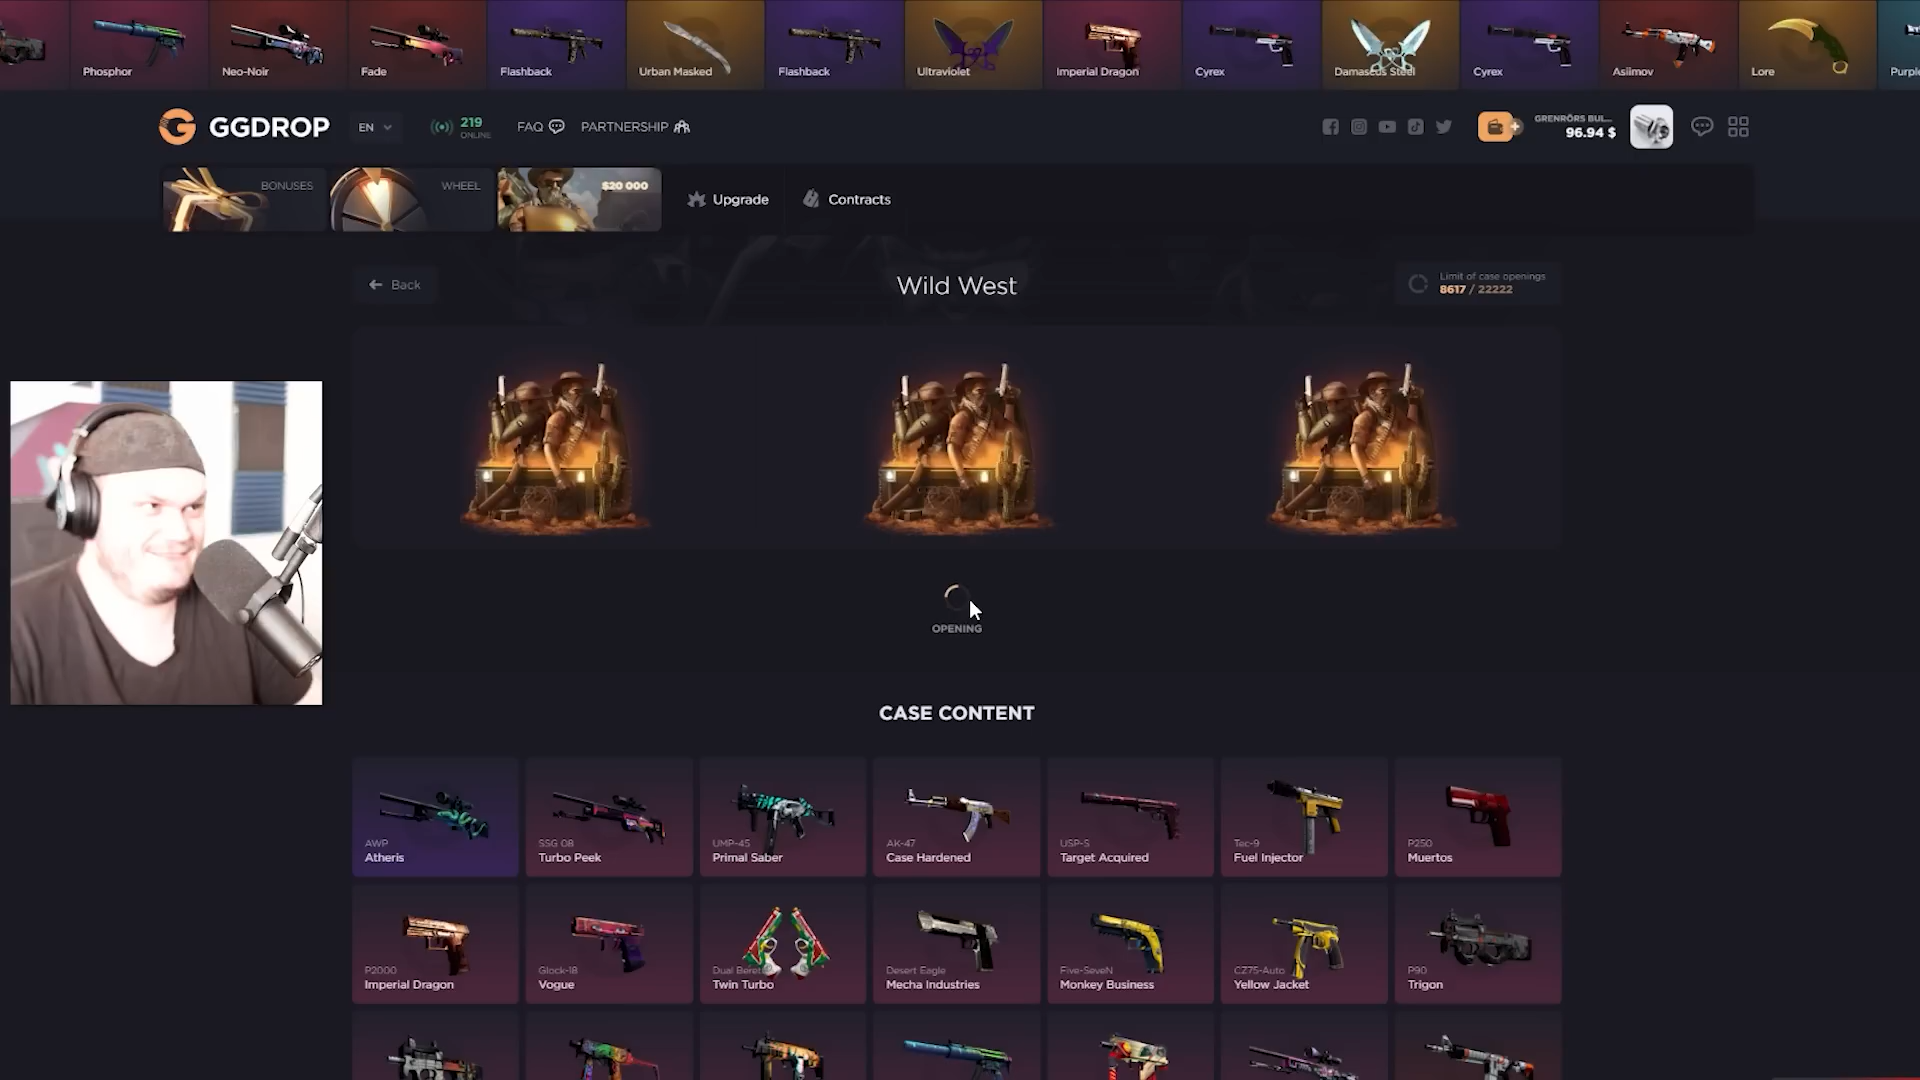 Phosphor
Neo-Noir
Fade
Flashback
Urban Masked
Flashback
Ultraviolet
Imperial Dragon
Cyrex
Damascus Steel
Cyrex
Asiimov
Lore
GGDROP
EN
219
ONLINE
FAQ
PARTNERSHIP
GRENRÖRS BUL...
96.94 $
BONUSES
WHEEL
$20 000
Upgrade
Contracts
Back
Wild West
Limit of case openings
8617 / 22222
OPENING
CASE CONTENT
AWP
Atheris
SSG 08
Turbo Peek
UMP-45
Primal Saber
AK-47
Case Hardened
USP-S
Target Acquired
Tec-9
Fuel Injector
P250
Muertos
P2000
Imperial Dragon
Glock-18
Vogue
Dual
Twin Turbo
Desert Eagle
Mecha Industries
Five-SeveN
Monkey Business
CZ75-Auto
Yellow Jacket
P90
Trigon